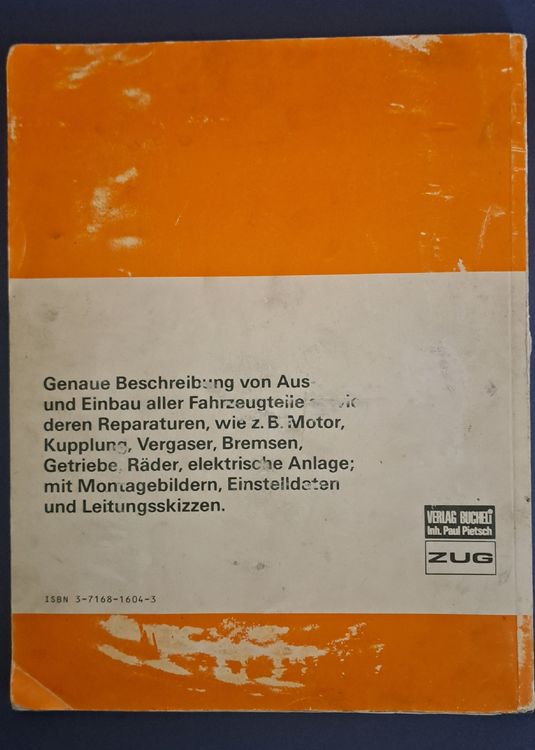 Genaue Beschreibung von Aus-
und Einbau aller Fahrzeugteile
deren Reparaturen, wie z. B. Motor,
Kupplung, Vergaser, Bremsen,
Getriebe, Räder, elektrische Anlage;
mit Montagebildern, Einstelldaten
und Leitungsskizzen.
VERLAG BUCHELI
Inh. Paul Pietsch
ZUG
ISBN 3-7168-1604-3